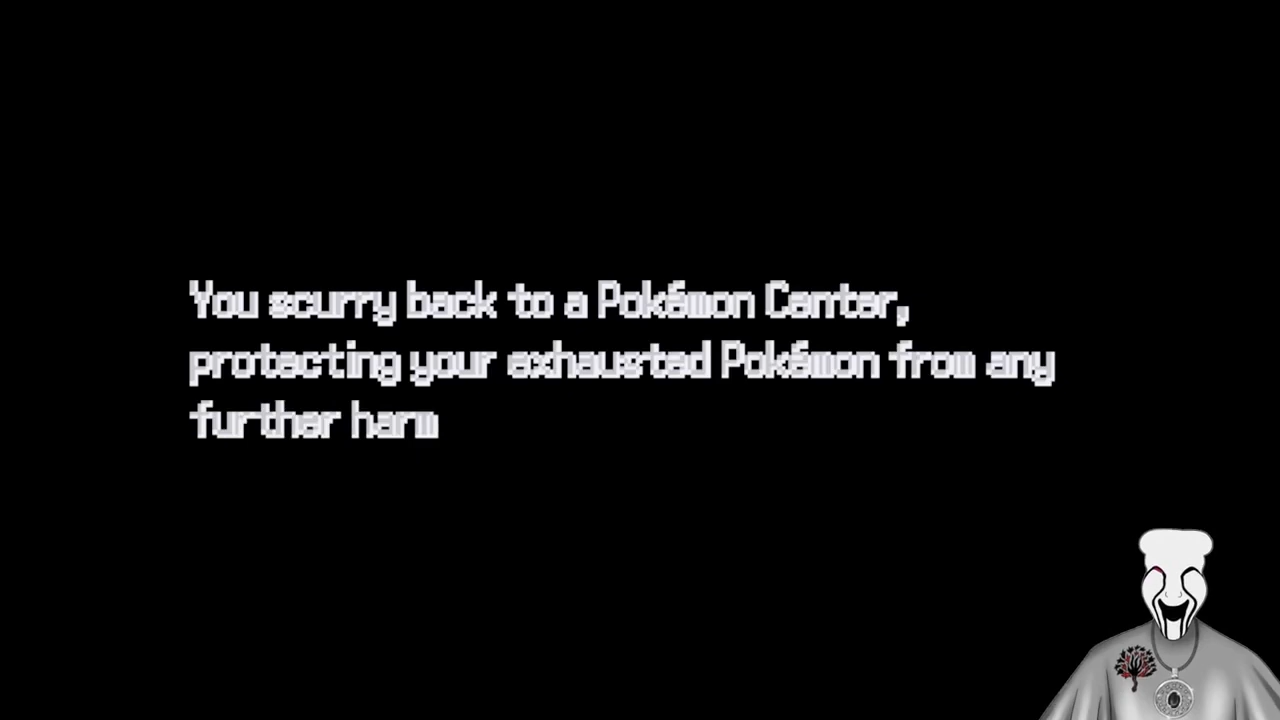 You scurry back to a Pokémon Center,
protecting your exhausted Pokémon from any
further harm